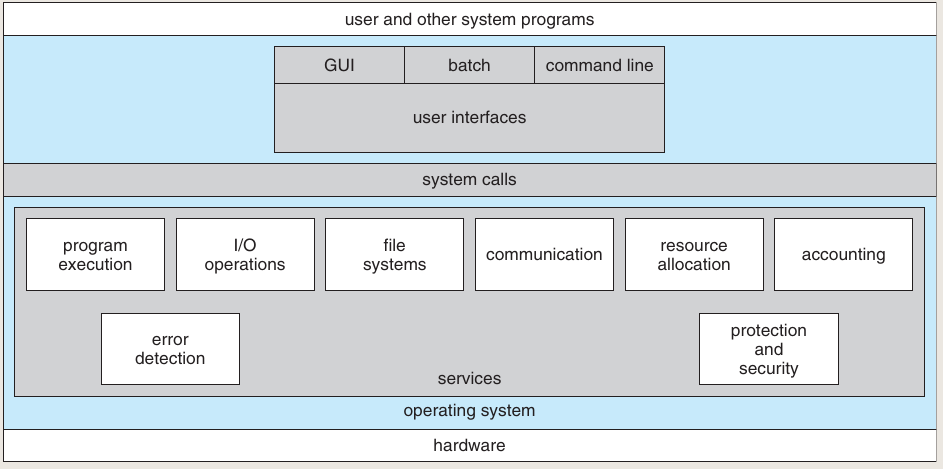 user and other system programs
GUI
batch
command line
user interfaces
system calls
program
execution
I/O
operations
file
systems
communication
resource
allocation
accounting
error
detection
protection
and
security
services
operating system
hardware